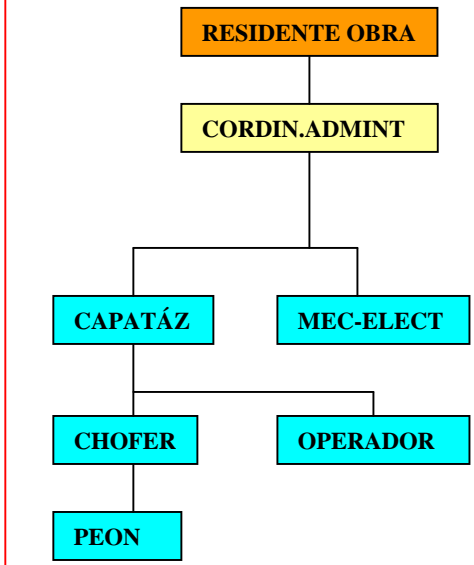 RESIDENTE OBRA
CORDIN.ADMINT
CAPATÁZ
MEC-ELECT
CHOFER
OPERADOR
PEON